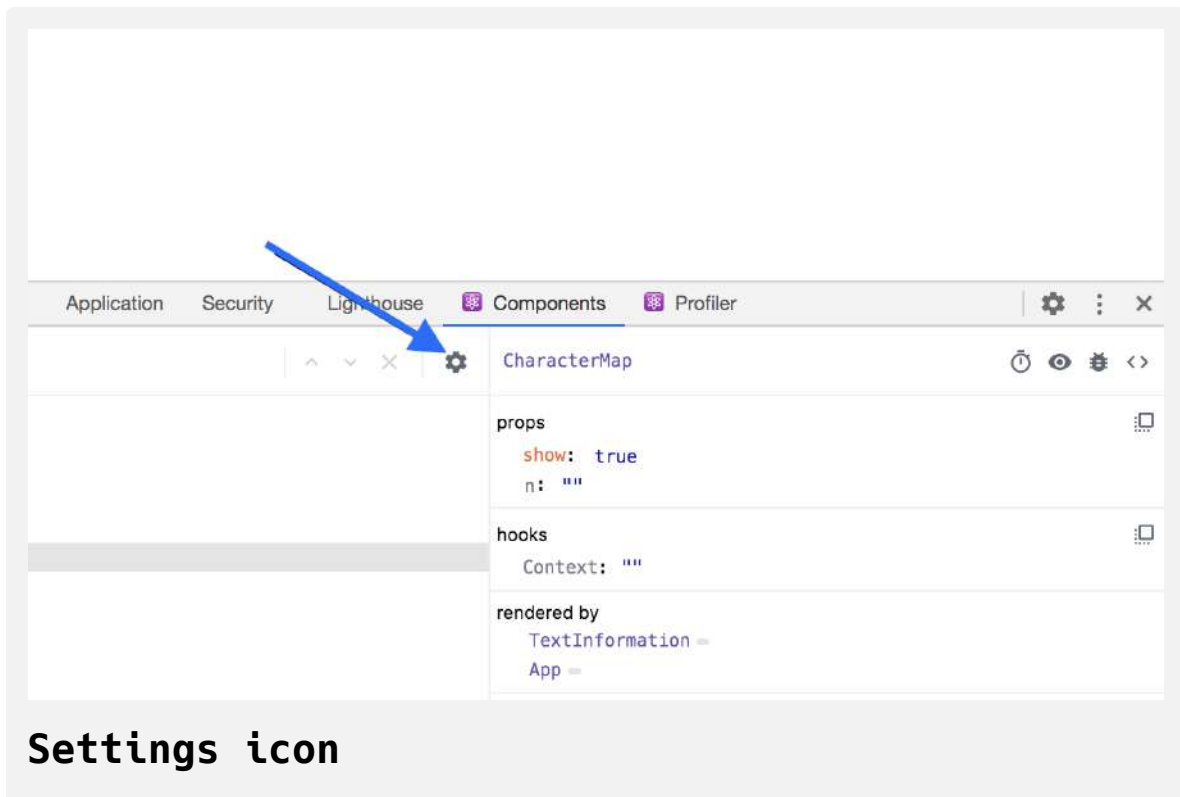 Application Security Lighthouse Components Profiler
CharacterMap
props
show: true
n: ""
hooks
Context: ""
rendered by
TextInformation
App
Settings icon